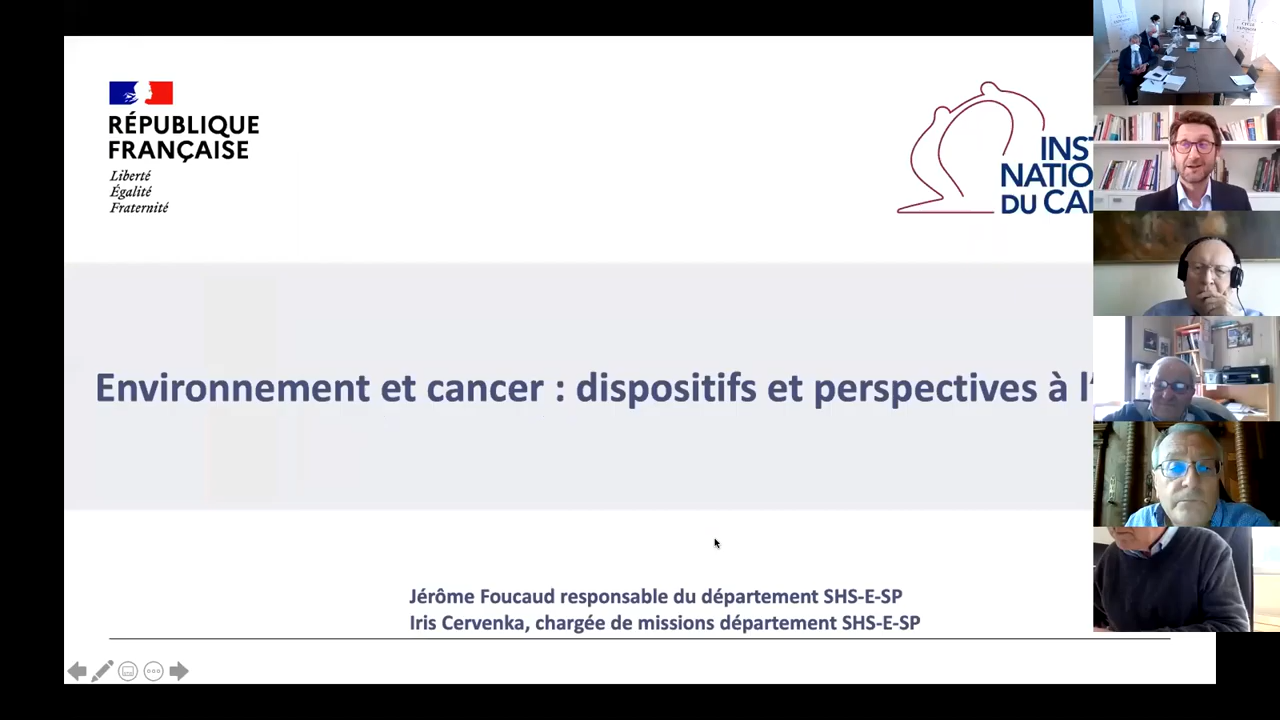 RÉPUBLIQUE
FRANÇAISE
Liberté
Égalité
Fraternité
INST
NATIO
DU CA
Environnement et cancer : dispositifs et perspectives à l'
Jérôme Foucaud responsable du département SHS-E-SP
Iris Cervenka, chargée de missions département SHS-E-SP